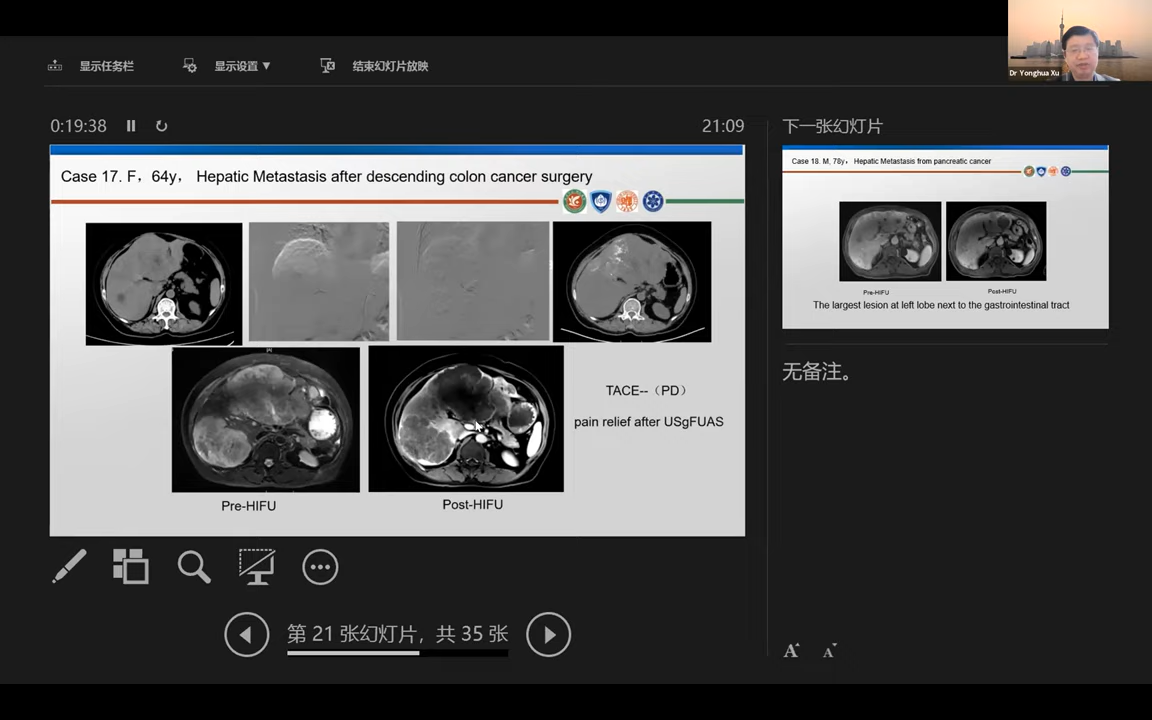 显示任务栏
显示设置 ▼
结束幻灯片放映
Dr Yonghua Xu
0:19:38
21:09
下一张幻灯片
Case 17. F，64y， Hepatic Metastasis after descending colon cancer surgery
TACE--（PD）
pain relief after USgFUAS
Pre-HIFU
Post-HIFU
Case 18. M, 78y， Hepatic Metastasis from pancreatic cancer
Pre-HIFU
Post-HIFU
The largest lesion at left lobe next to the gastrointestinal tract
无备注。
第 21 张幻灯片，共 35 张
A A